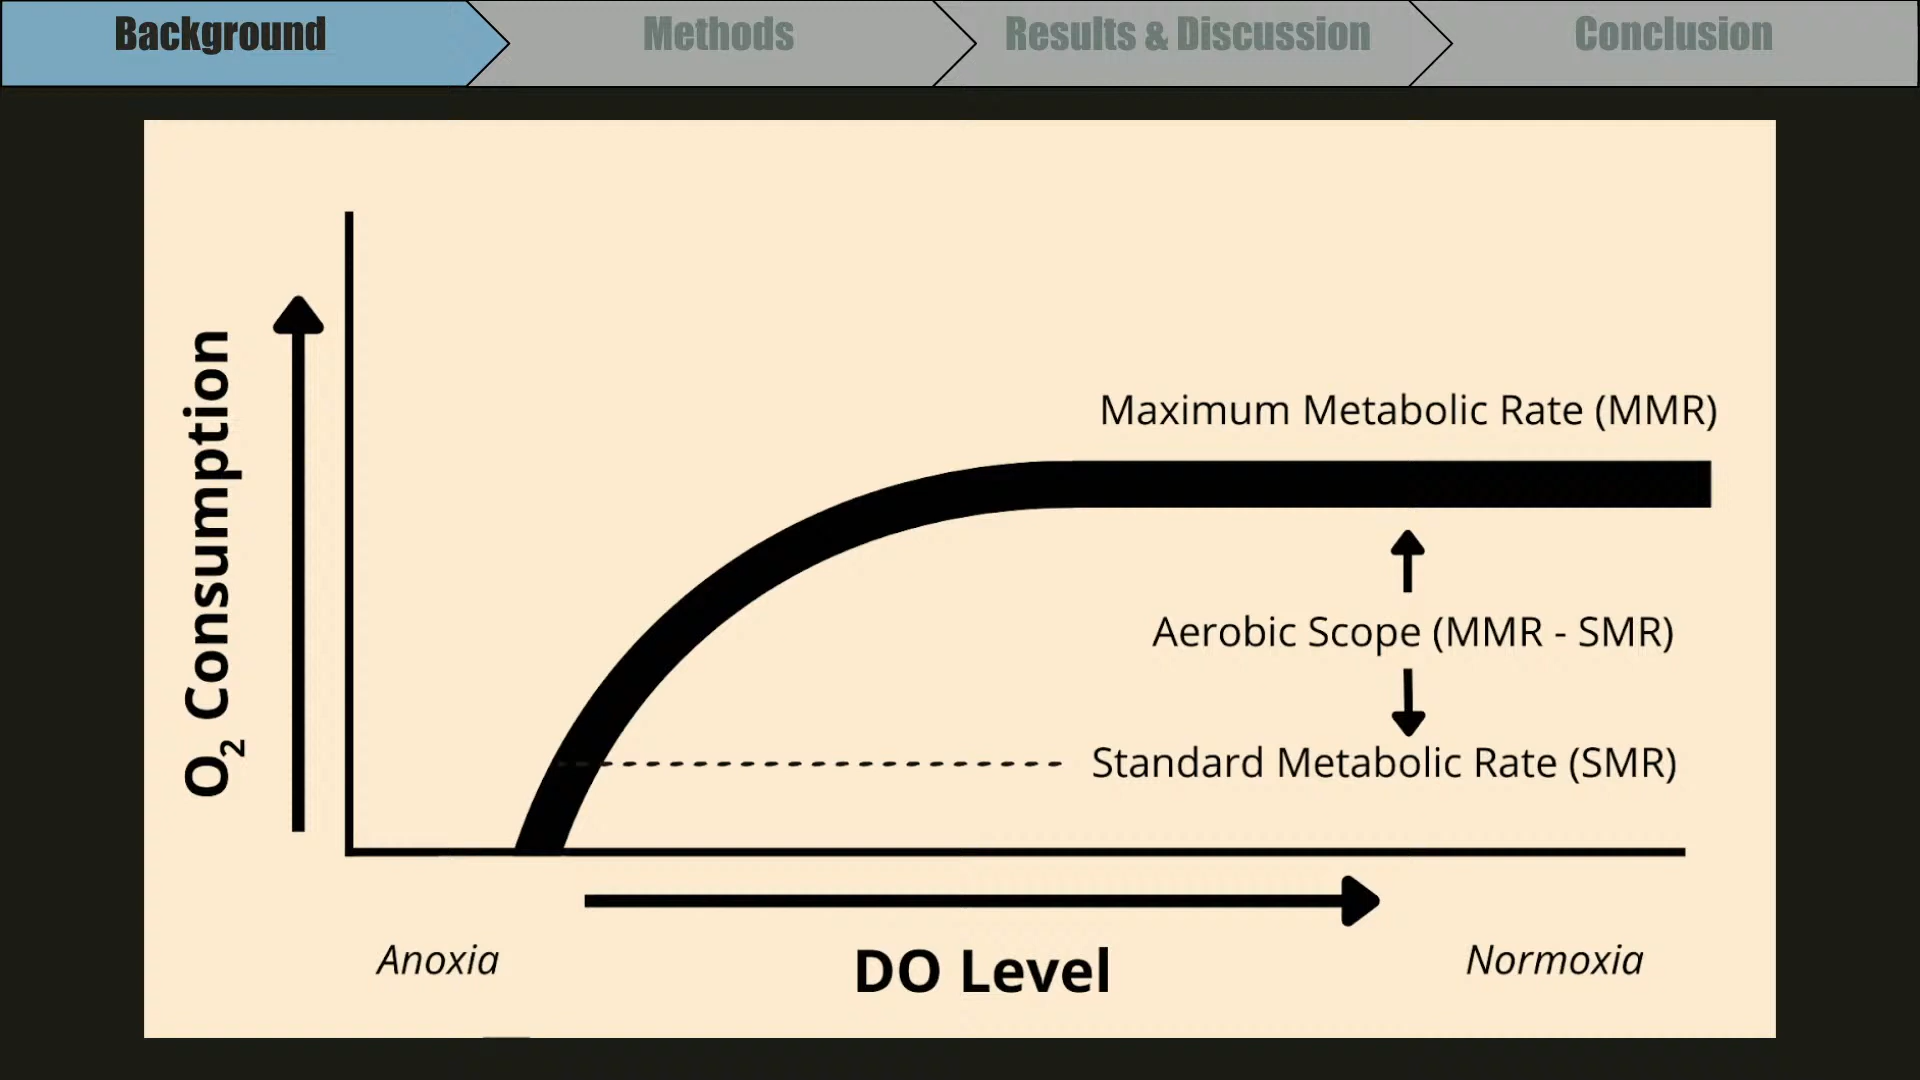 Background
Methods
Results & Discussion
Conclusion
O₂ Consumption
Maximum Metabolic Rate (MMR)
Aerobic Scope (MMR - SMR)
Standard Metabolic Rate (SMR)
Anoxia
DO Level
Normoxia